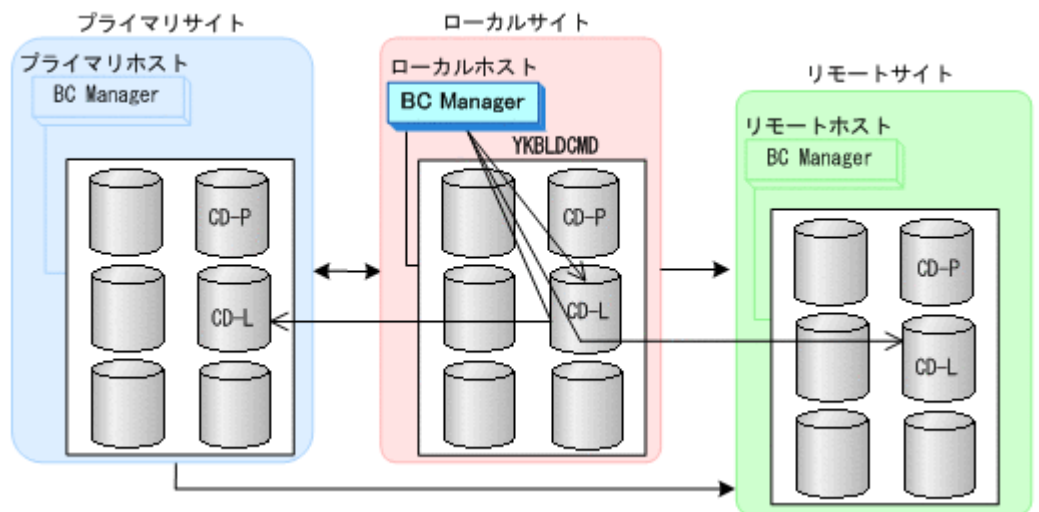 プライマリサイト
プライマリホスト
BC Manager
CD-P
CD-L
ローカルサイト
ローカルホスト
BC Manager
YKBLDCMD
CD-P
CD-L
リモートサイト
リモートホスト
BC Manager
CD-P
CD-L